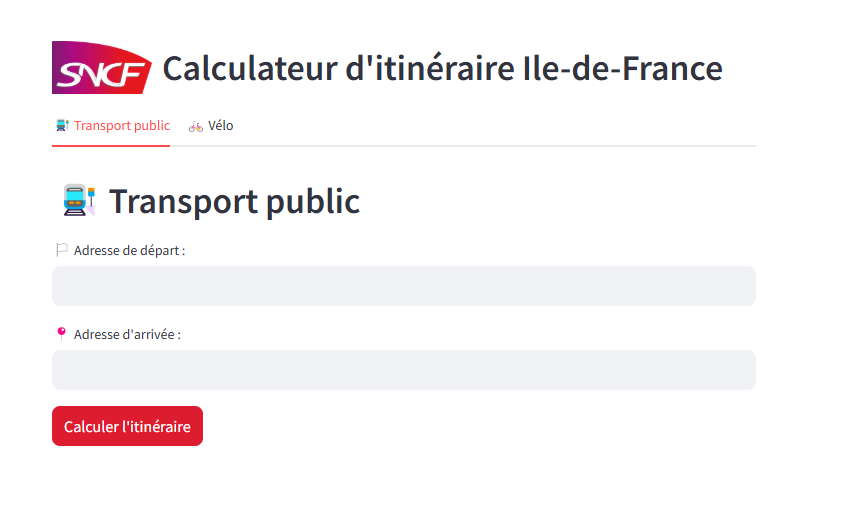 SNCF Calculateur d'itinéraire Ile-de-France
Transport public Vélo
Transport public
Adresse de départ :
Adresse d'arrivée :
Calculer l'itinéraire